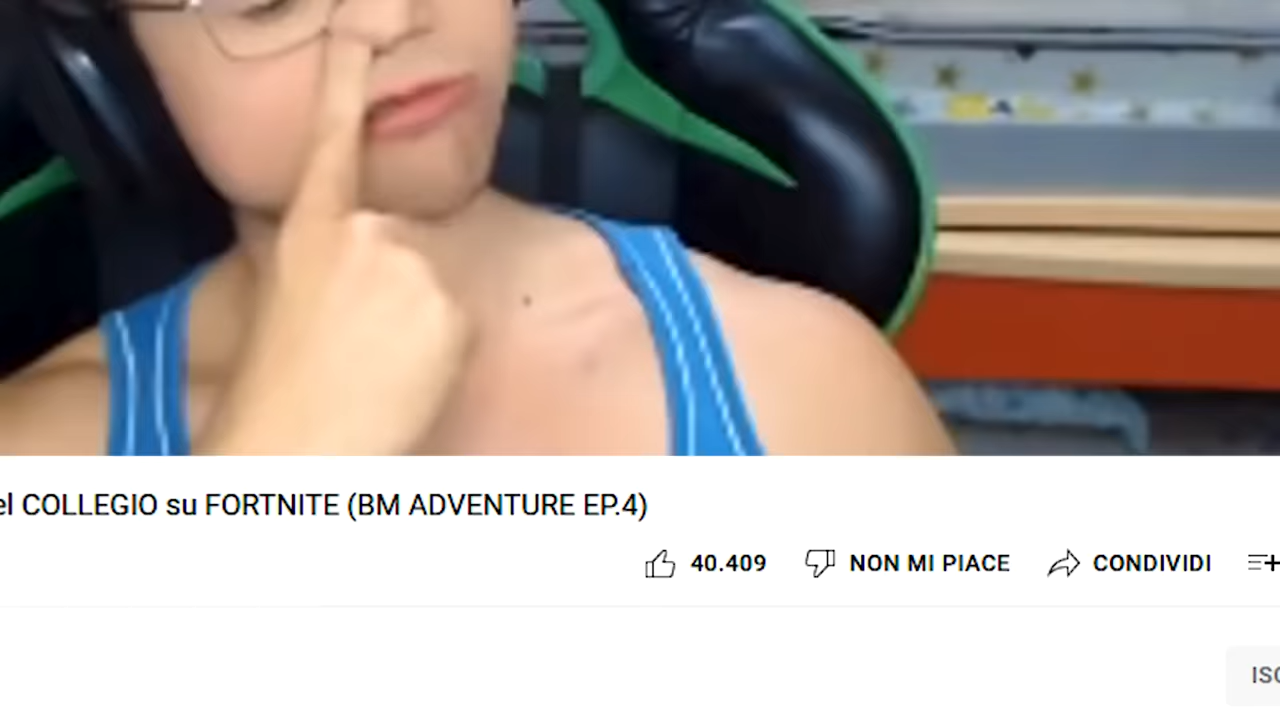 el COLLEGIO su FORTNITE (BM ADVENTURE EP.4)
40.409 NON MI PIACE CONDIVIDI
ISC